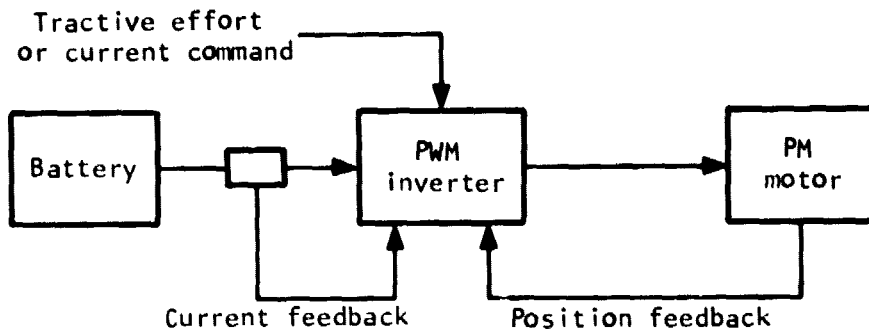 Tractive effort
or current command
Battery
PWM
inverter
PM
motor
Current feedback
Position feedback